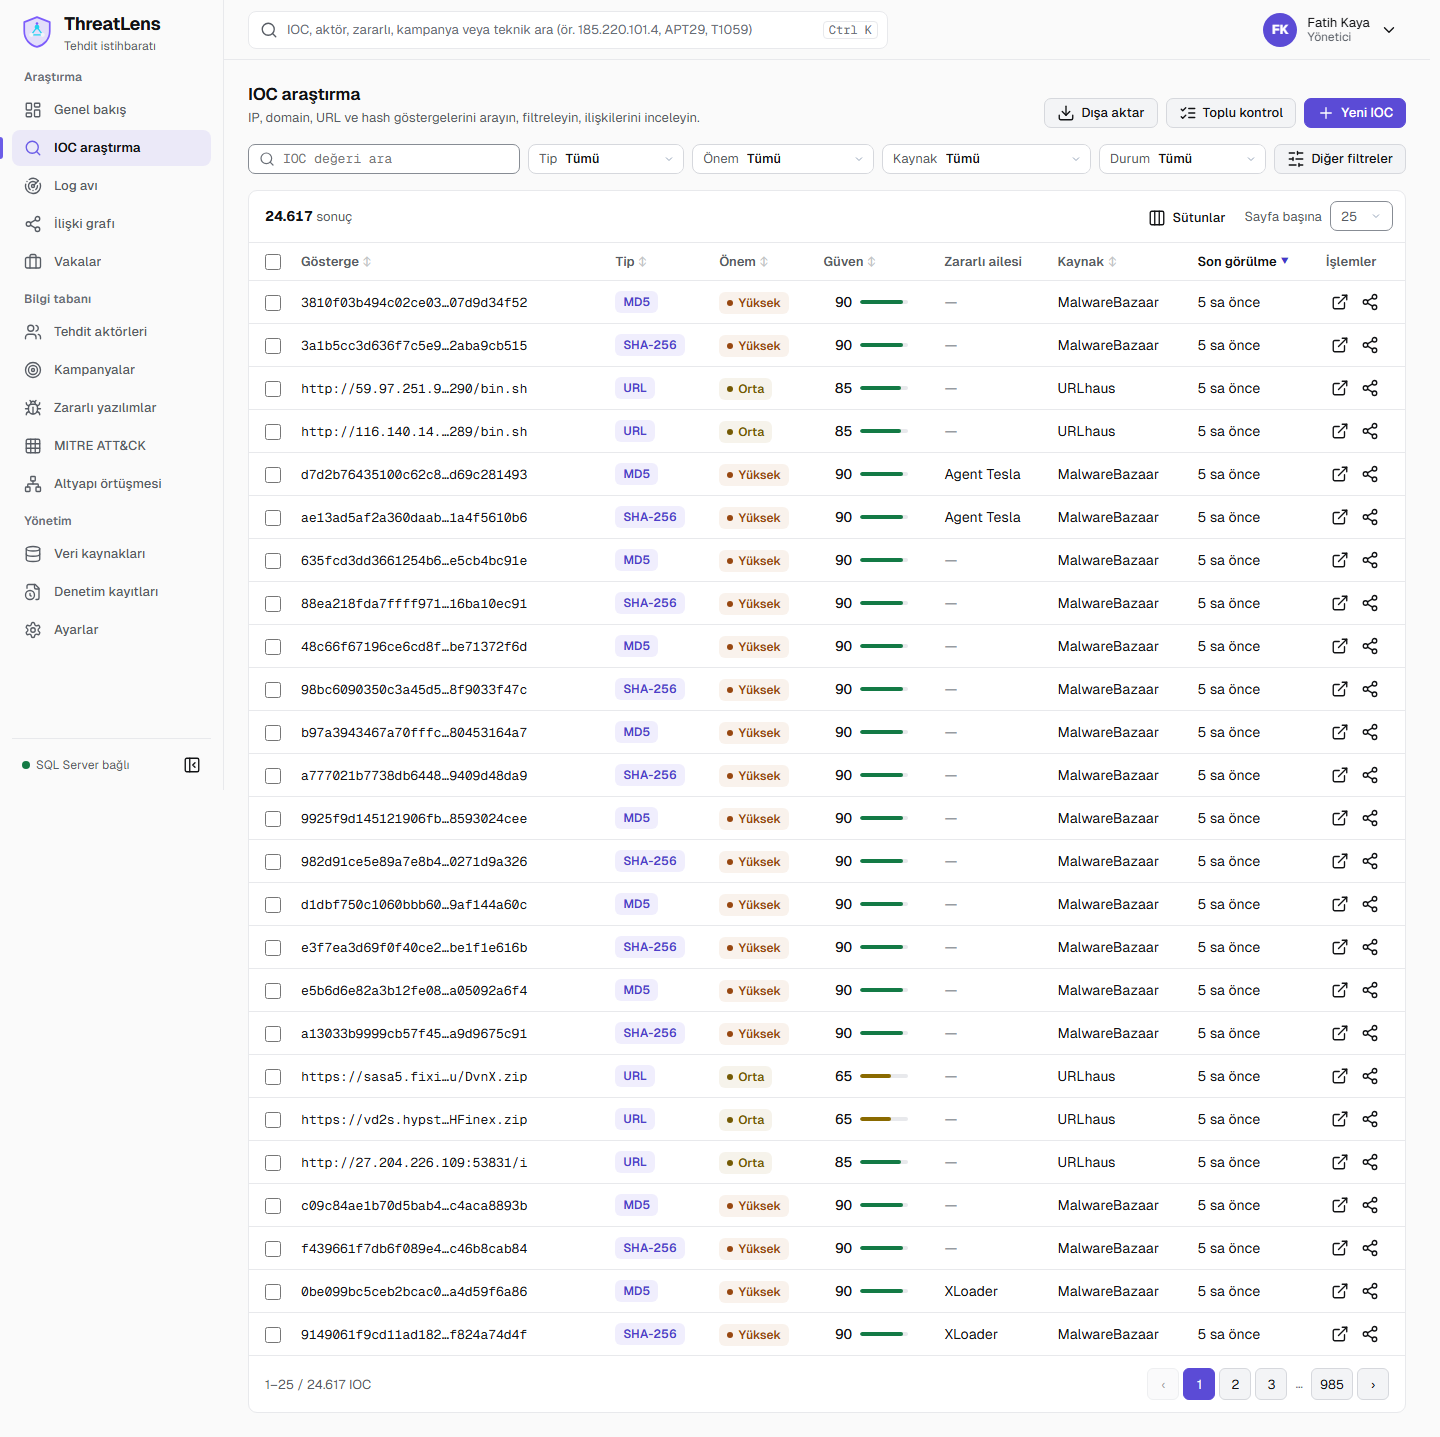 ThreatLens
Tehdit istihbaratı
IOC, aktör, zararlı, kampanya veya teknik ara (ör. 185.220.101.4, APT29, T1059)
Ctrl K
FK
Fatih Kaya
Yönetici
Araştırma
Genel bakış
IOC araştırma
Log avı
İlişki grafı
Vakalar
Bilgi tabanı
Tehdit aktörleri
Kampanyalar
Zararlı yazılımlar
MITRE ATT&CK
Altyapı örtüşmesi
Yönetim
Veri kaynakları
Denetim kayıtları
Ayarlar
SQL Server bağlı
IOC araştırma
IP, domain, URL ve hash göstergelerini arayın, filtreleyin, ilişkilerini inceleyin.
Dışa aktar
Toplu kontrol
Yeni IOC
IOC değeri ara
Tip Tümü
Önem Tümü
Kaynak Tümü
Durum Tümü
Diğer filtreler
24.617 sonuç
Sütunlar
Sayfa başına 25
Gösterge Tip Önem Güven Zararlı ailesi Kaynak Son görülme İşlemler
3810f03b494c02ce03…07d9d34f52 MD5 Yüksek 90 — MalwareBazaar 5 sa önce
3a1b5cc3d636f7c5e9…2aba9cb515 SHA-256 Yüksek 90 — MalwareBazaar 5 sa önce
http://59.97.251.9…290/bin.sh URL Orta 85 — URLhaus 5 sa önce
http://116.140.14.…289/bin.sh URL Orta 85 — URLhaus 5 sa önce
d7d2b76435100c62c8…d69c281493 MD5 Yüksek 90 Agent Tesla MalwareBazaar 5 sa önce
ae13ad5af2a360daab…1a4f5610b6 SHA-256 Yüksek 90 Agent Tesla MalwareBazaar 5 sa önce
635fcd3dd3661254b6…e5cb4bc91e MD5 Yüksek 90 — MalwareBazaar 5 sa önce
88ea218fda7ffff971…16ba10ec91 SHA-256 Yüksek 90 — MalwareBazaar 5 sa önce
48c66f67196ce6cd8f…be71372f6d MD5 Yüksek 90 — MalwareBazaar 5 sa önce
98bc6090350c3a45d5…8f9033f47c SHA-256 Yüksek 90 — MalwareBazaar 5 sa önce
b97a3943467a70fffc…80453164a7 MD5 Yüksek 90 — MalwareBazaar 5 sa önce
a777021b7738db6448…9409d48da9 SHA-256 Yüksek 90 — MalwareBazaar 5 sa önce
9925f9d145121906fb…8593024cee MD5 Yüksek 90 — MalwareBazaar 5 sa önce
982d91ce5e89a7e8b4…0271d9a326 SHA-256 Yüksek 90 — MalwareBazaar 5 sa önce
d1dbf750c1060bbb60…9af144a60c MD5 Yüksek 90 — MalwareBazaar 5 sa önce
e3f7ea3d69f0f40ce2…be1f1e616b SHA-256 Yüksek 90 — MalwareBazaar 5 sa önce
e5b6d6e82a3b12fe08…a05092a6f4 MD5 Yüksek 90 — MalwareBazaar 5 sa önce
a13033b9999cb57f45…a9d9675c91 SHA-256 Yüksek 90 — MalwareBazaar 5 sa önce
https://sasa5.fixi…u/DvnX.zip URL Orta 65 — URLhaus 5 sa önce
https://vd2s.hypst…HFinex.zip URL Orta 65 — URLhaus 5 sa önce
http://27.204.226.109:53831/i URL Orta 85 — URLhaus 5 sa önce
c09c84ae1b70d5bab4…c4aca8893b MD5 Yüksek 90 — MalwareBazaar 5 sa önce
f439661f7db6f089e4…c46b8cab84 SHA-256 Yüksek 90 — MalwareBazaar 5 sa önce
0be099bc5ceb2bcac0…a4d59f6a86 MD5 Yüksek 90 XLoader MalwareBazaar 5 sa önce
9149061f9cd11ad182…f824a74d4f SHA-256 Yüksek 90 XLoader MalwareBazaar 5 sa önce
1–25 / 24.617 IOC
‹ 1 2 3 … 985 ›